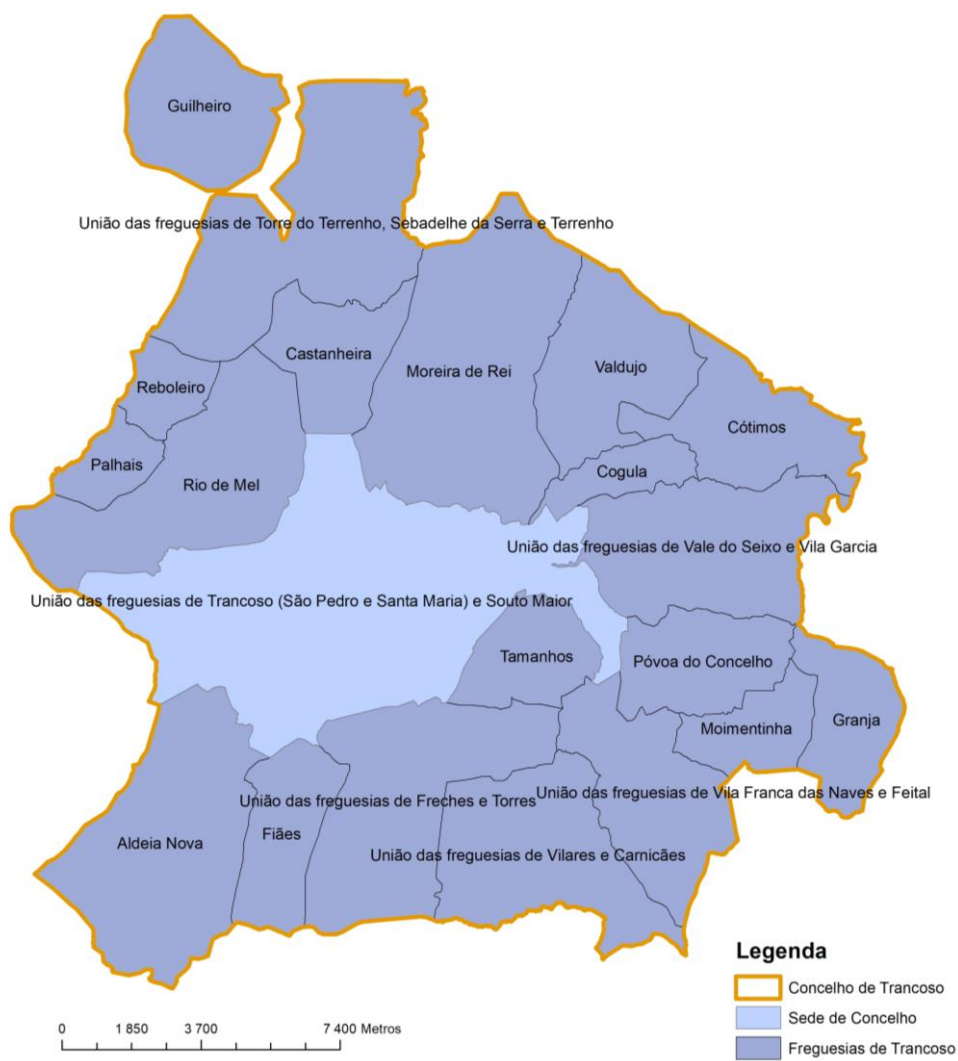 Guilheiro
União das freguesias de Torre do Terrenho, Sebadelhe da Serra e Terrenho
Castanheira
Moreira de Rei
Valdujo
Reboleiro
Cótimos
Palhais
Cogula
Rio de Mel
União das freguesias de Vale do Seixo e Vila Garcia
União das freguesias de Trancoso (São Pedro e Santa Maria) e Souto Maior
Tamanhos
Póvoa do Concelho
Granja
Moimentinha
União das freguesias de Vila Franca das Naves e Feital
União das freguesias de Freches e Torres
Fiães
Aldeia Nova
União das freguesias de Vilares e Carnicães
Legenda
Concelho de Trancoso
Sede de Concelho
Freguesias de Trancoso
0 1 850 3 700 7 400 Metros